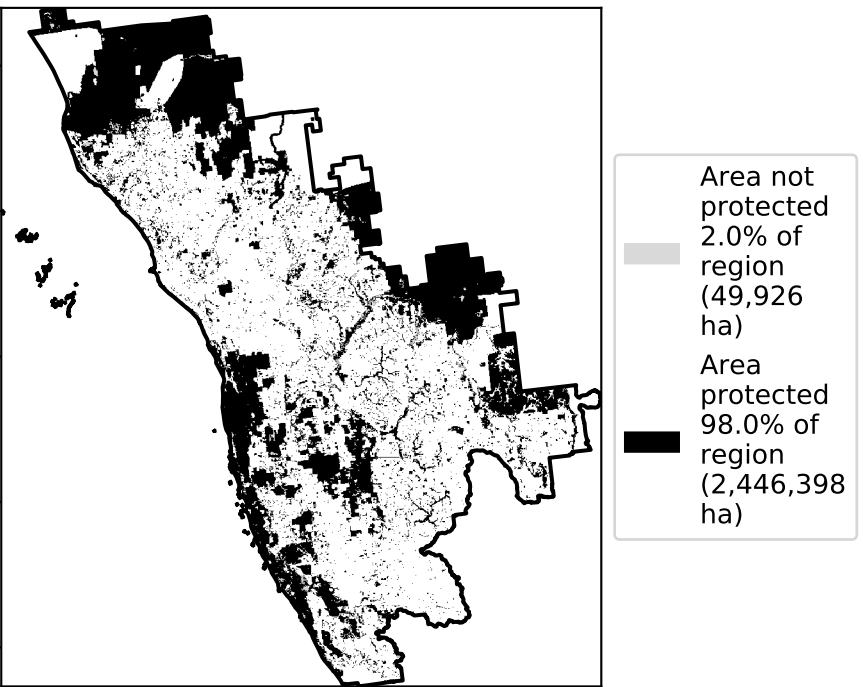 Area not
protected
2.0% of
region
(49,926
ha)
Area
protected
98.0% of
region
(2,446,398
ha)